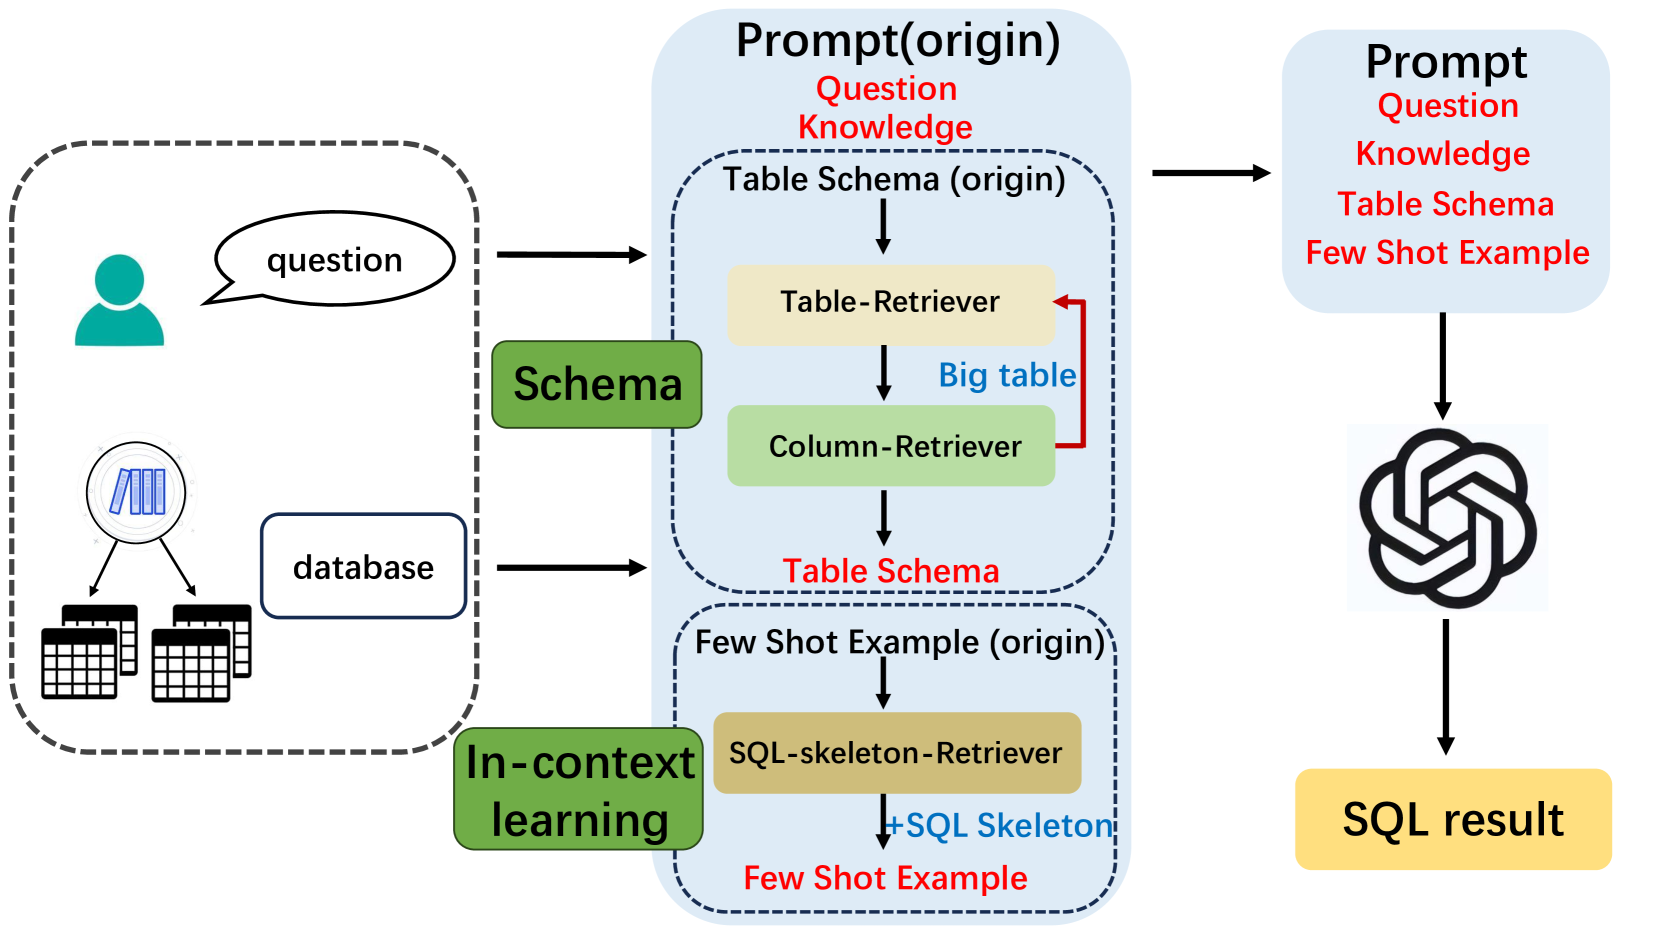 question
database
Schema
In-context
learning
Prompt(origin)
Question
Knowledge
Table Schema (origin)
Table-Retriever
Big table
Column-Retriever
Table Schema
Few Shot Example (origin)
SQL-skeleton-Retriever
+SQL Skeleton
Few Shot Example
Prompt
Question
Knowledge
Table Schema
Few Shot Example
SQL result